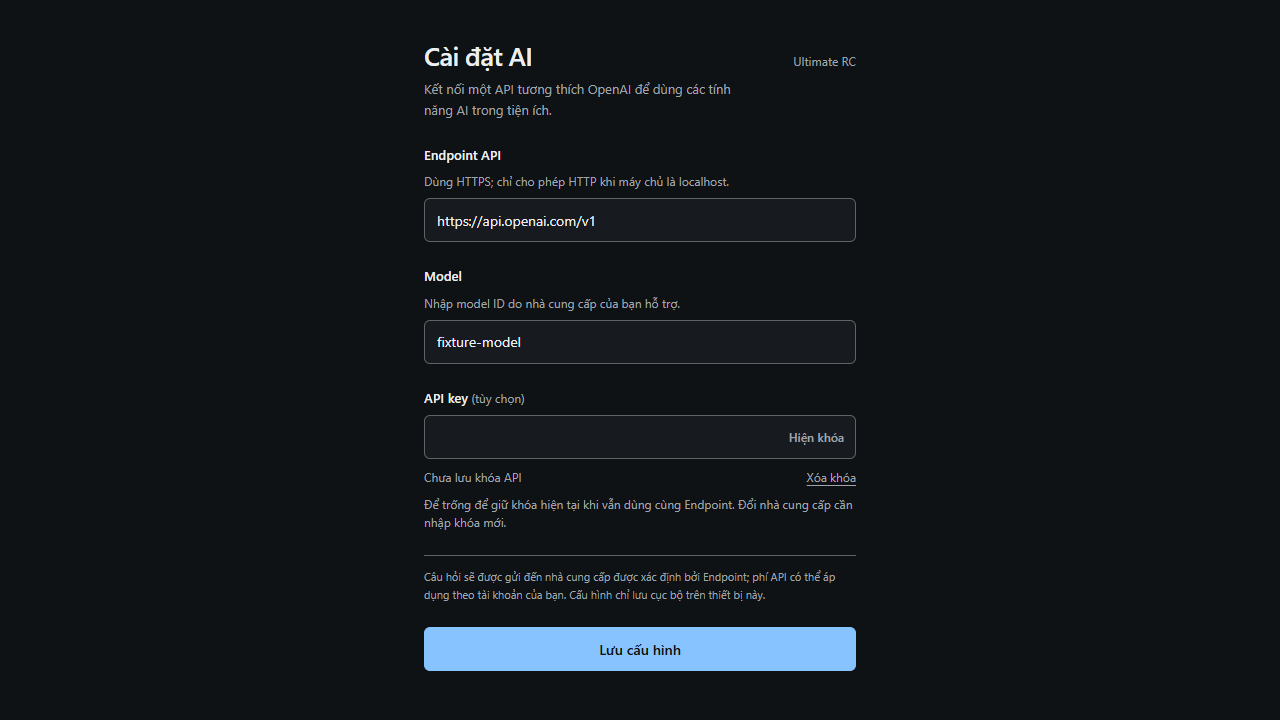 Cài đặt AI
Ultimate RC
Kết nối một API tương thích OpenAI để dùng các tính
năng AI trong tiện ích.
Endpoint API
Dùng HTTPS; chỉ cho phép HTTP khi máy chủ là localhost.
https://api.openai.com/v1
Model
Nhập model ID do nhà cung cấp của bạn hỗ trợ.
fixture-model
API key (tùy chọn)
Hiện khóa
Chưa lưu khóa API
Xóa khóa
Để trống để giữ khóa hiện tại khi vẫn dùng cùng Endpoint. Đổi nhà cung cấp cần
nhập khóa mới.
Câu hỏi sẽ được gửi đến nhà cung cấp được xác định bởi Endpoint; phí API có thể áp
dụng theo tài khoản của bạn. Cấu hình chỉ lưu cục bộ trên thiết bị này.
Lưu cấu hình